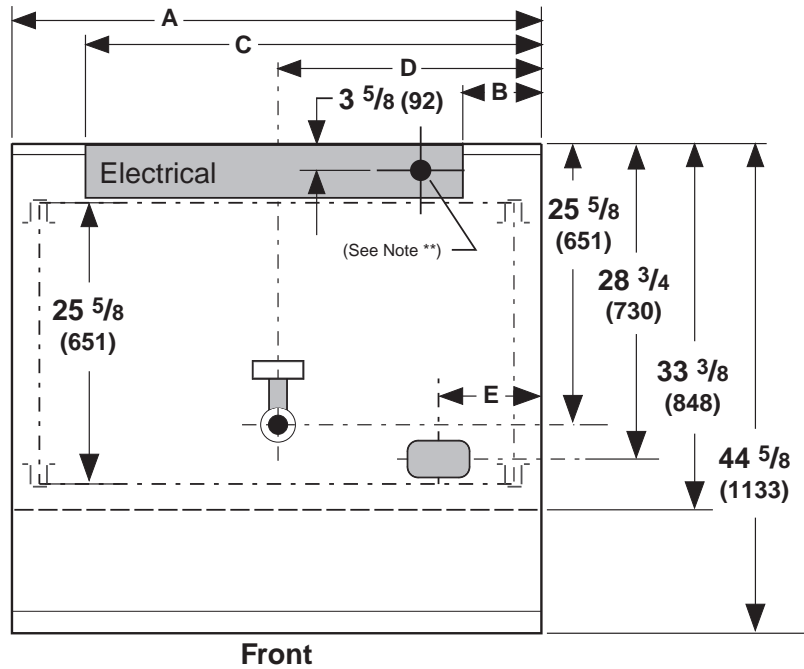 A
C
D
B
3 5/8 (92)
Electrical
(See Note **)
25 5/8
(651)
28 3/4
(730)
25 5/8
(651)
33 3/8
(848)
E
44 5/8
(1133)
Front